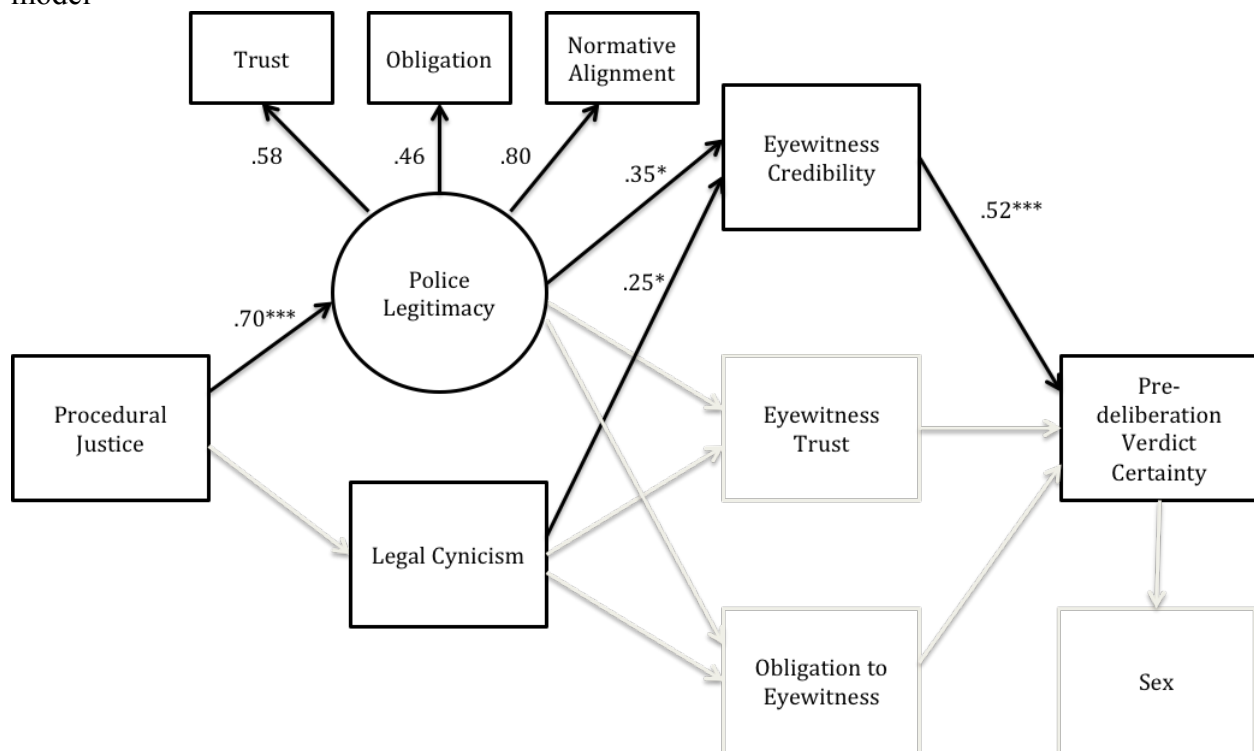 model
Trust
Obligation
Normative
Alignment
.58
.46
.80
.35*
Eyewitness
Credibility
.52***
.25*
Police
Legitimacy
.70***
Procedural
Justice
Eyewitness
Trust
Pre-
deliberation
Verdict
Certainty
Legal Cynicism
Obligation to
Eyewitness
Sex